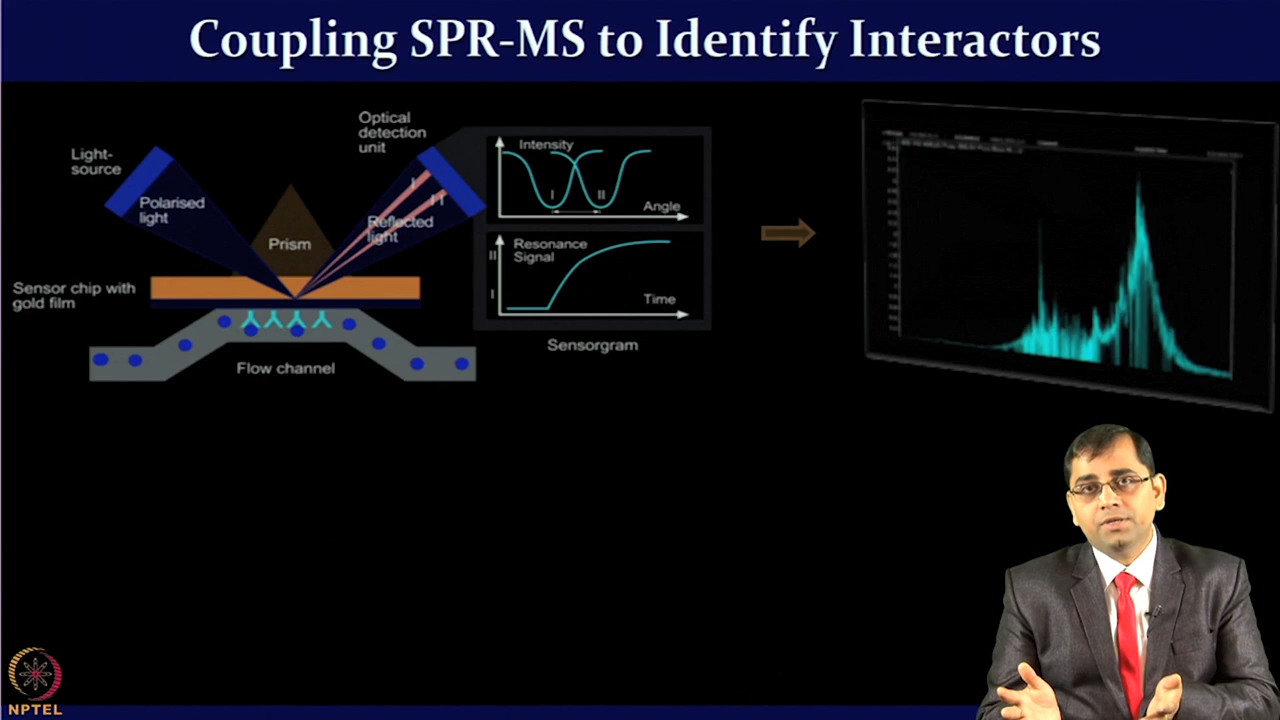 Coupling SPR-MS to Identify Interactors
Light-
source
Polarised
light
Prism
Optical
detection
unit
I
II
Reflected
light
Sensor chip with
gold film
Flow channel
Intensity
I
II
Angle
Resonance
Signal
II
I
Time
Sensorgram
NPTEL